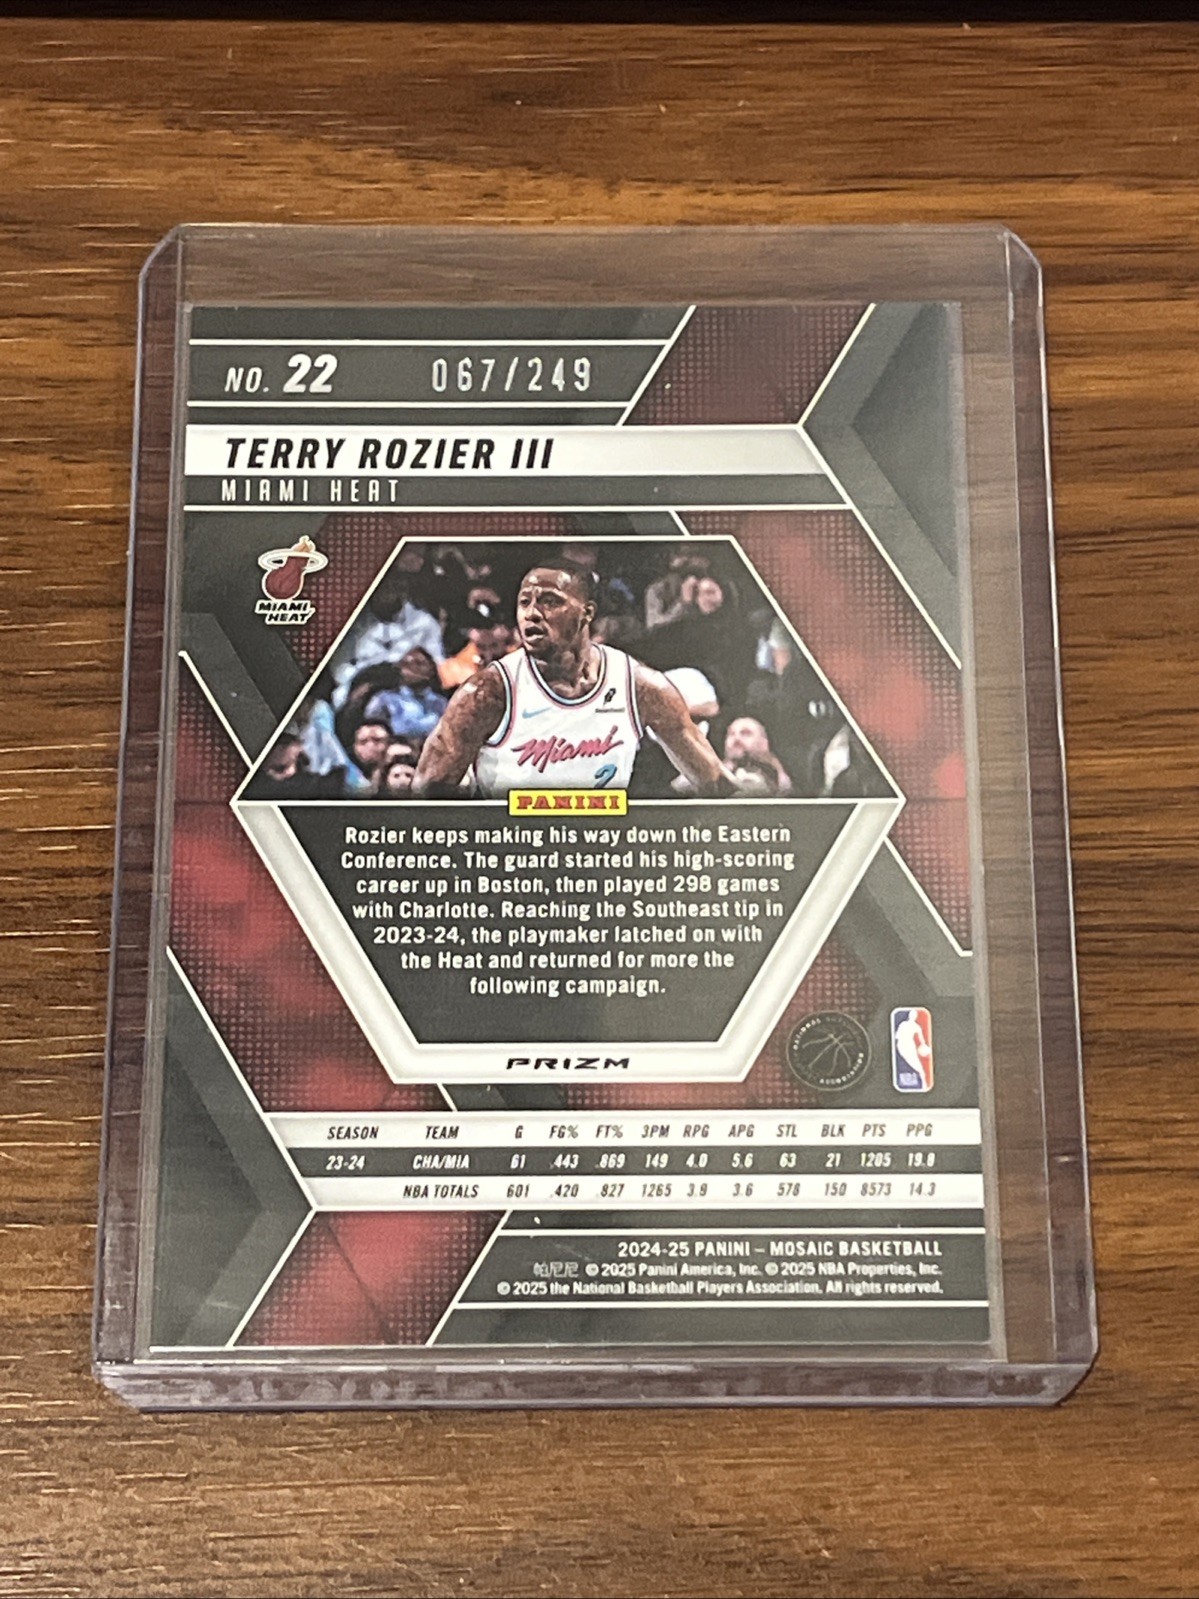 NO. 22 067/249
TERRY ROZIER III
MIAMI HEAT
MIAMI
HEAT
Miami
2
PANINI
Rozier keeps making his way down the Eastern
Conference. The guard started his high-scoring
career up in Boston, then played 298 games
with Charlotte. Reaching the Southeast tip in
2023-24, the playmaker latched on with
the Heat and returned for more the
following campaign.
PRIZM
NBA
SEASON TEAM G FG% FT% 3PM RPG APG STL BLK PTS PPG
23-24 CHA/MIA 61 .443 .869 149 4.0 5.6 63 21 1205 19.8
NBA TOTALS 601 .420 .827 1265 3.9 3.6 576 150 8573 14.3
2024-25 PANINI – MOSAIC BASKETBALL
帕尼尼 © 2025 Panini America, Inc. © 2025 NBA Properties, Inc.
© 2025 the National Basketball Players Association. All rights reserved.